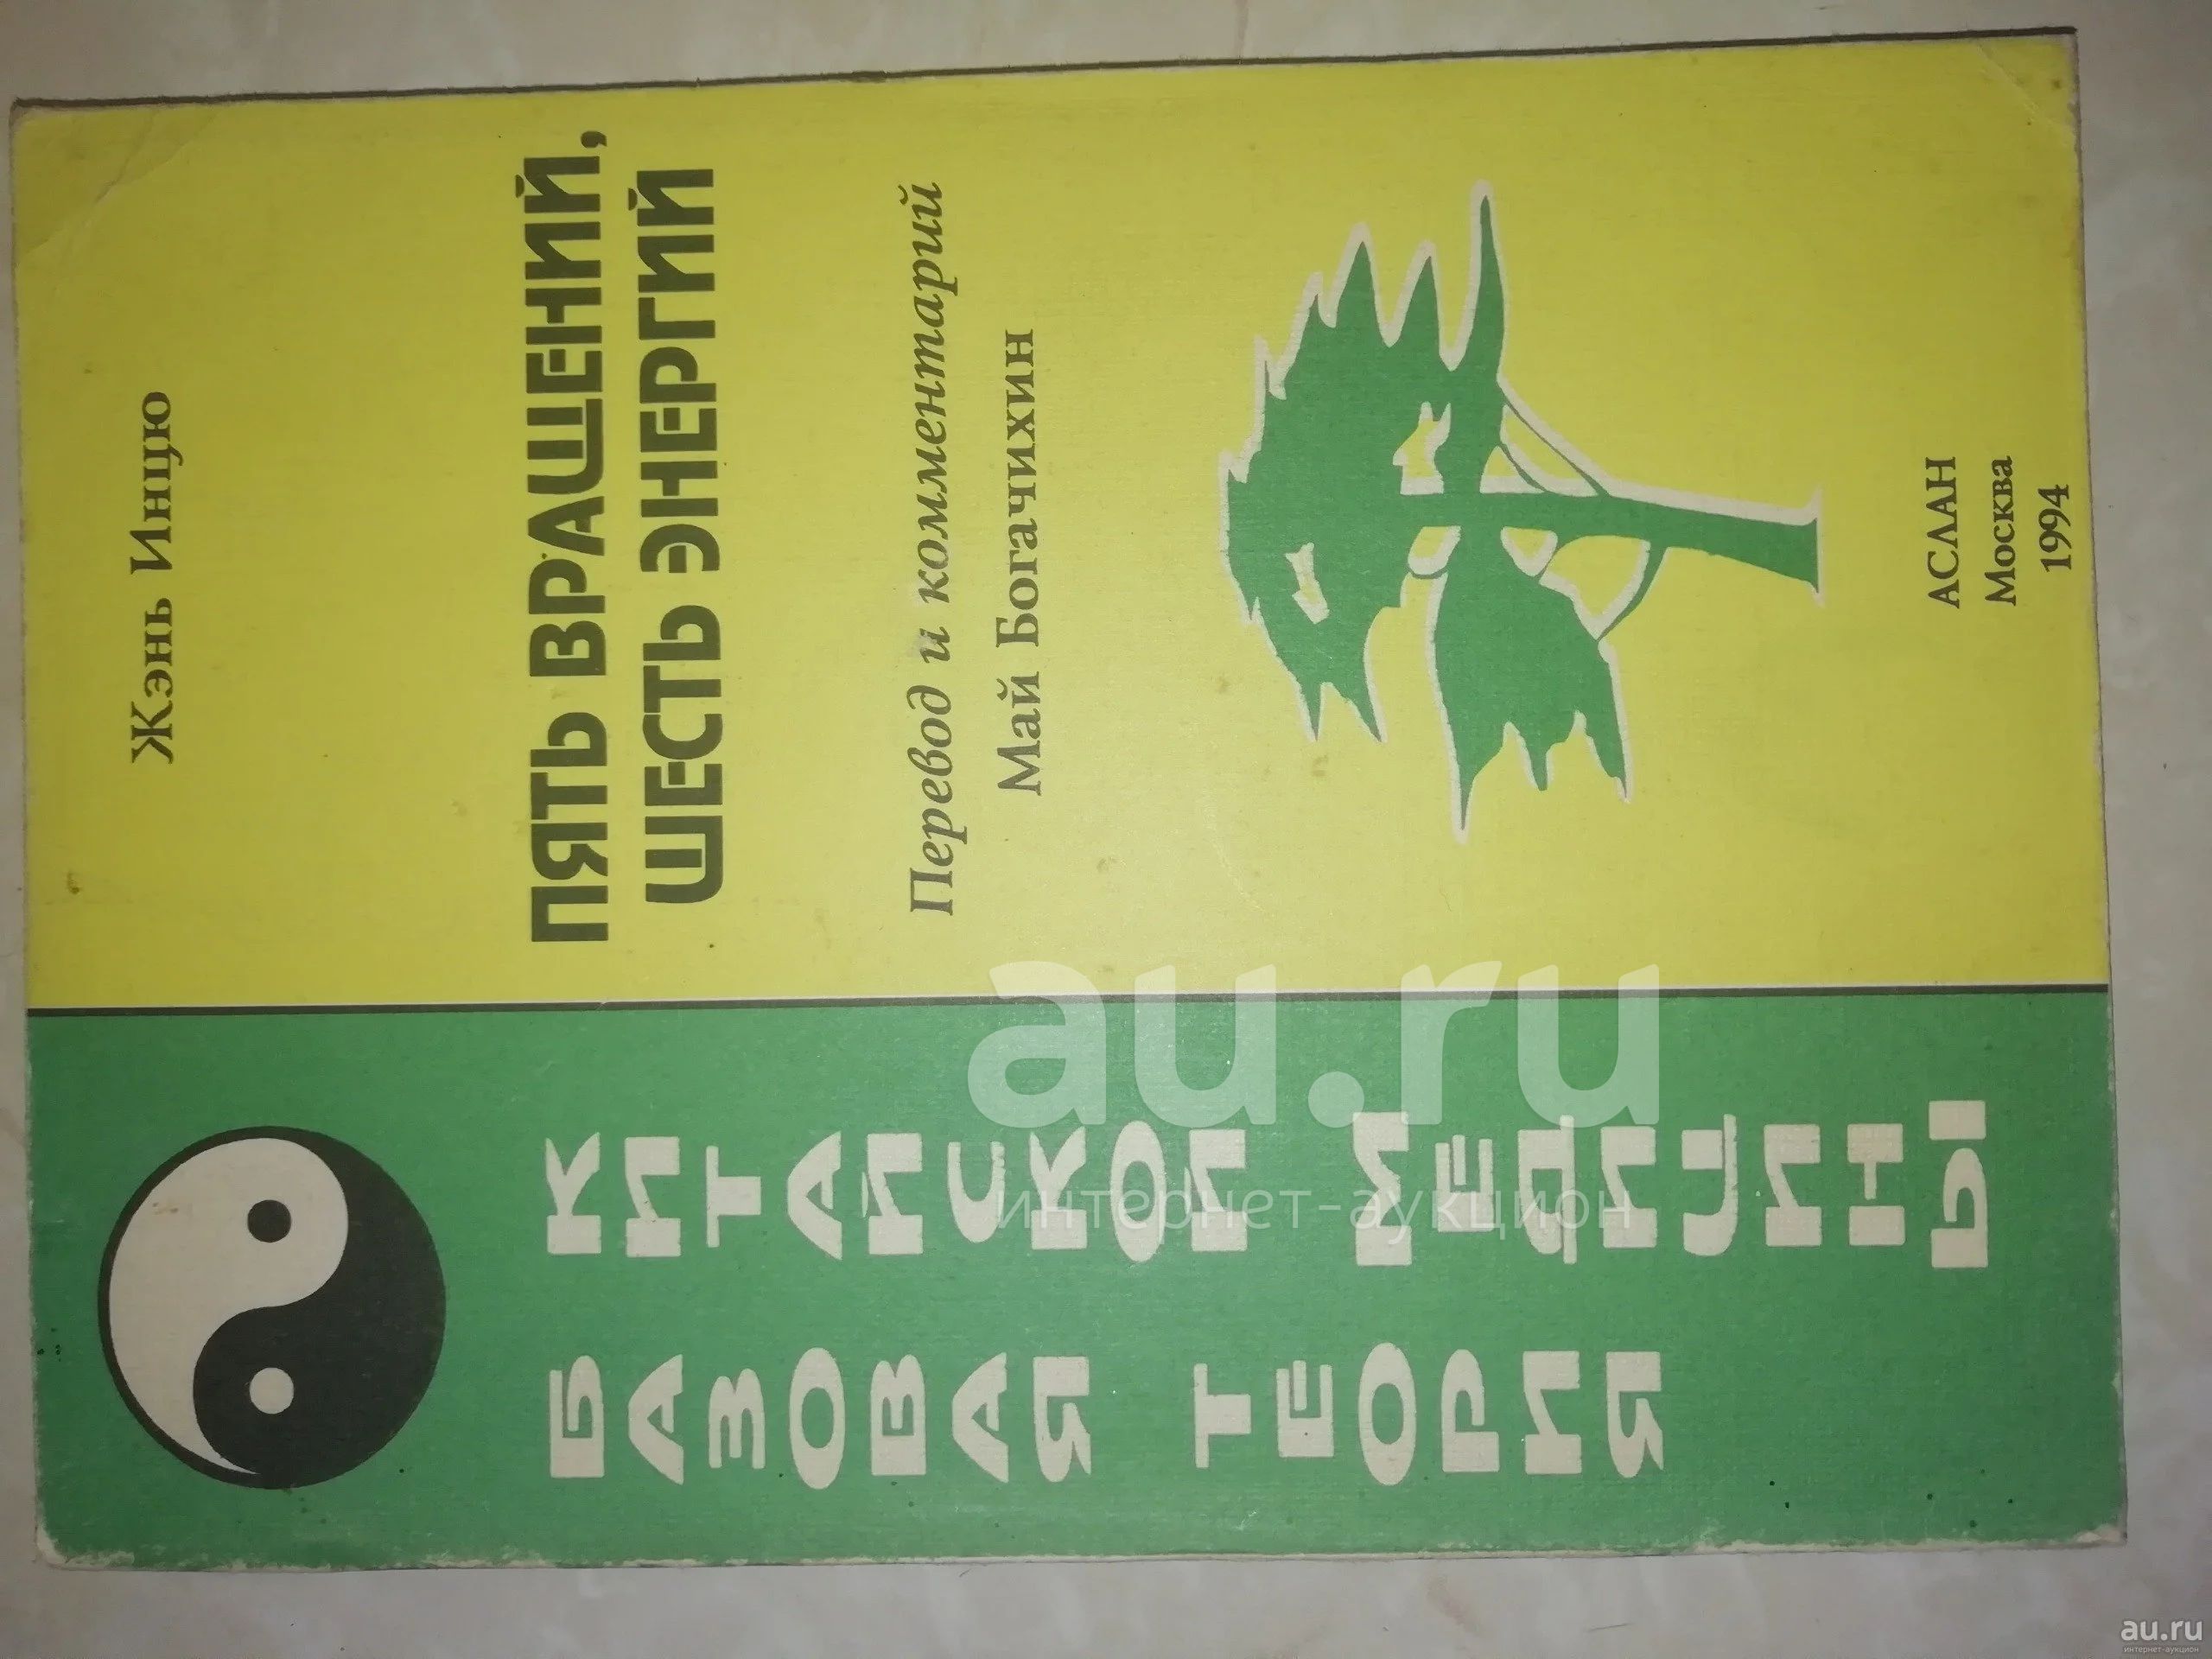 Жэнь Инцю
ПЯТЬ ВРАЩЕНИЙ,
ШЕСТЬ ЭНЕРГИЙ
Перевод и комментарий
Май Богачихин
АСЛАН
Москва
1994
БАЗОВАЯ ТЕОРИЯ
КИТАЙСКОЙ МЕДИЦИНЫ
au.ru
интернет-аукцион
au.ru
интернет-аукцион